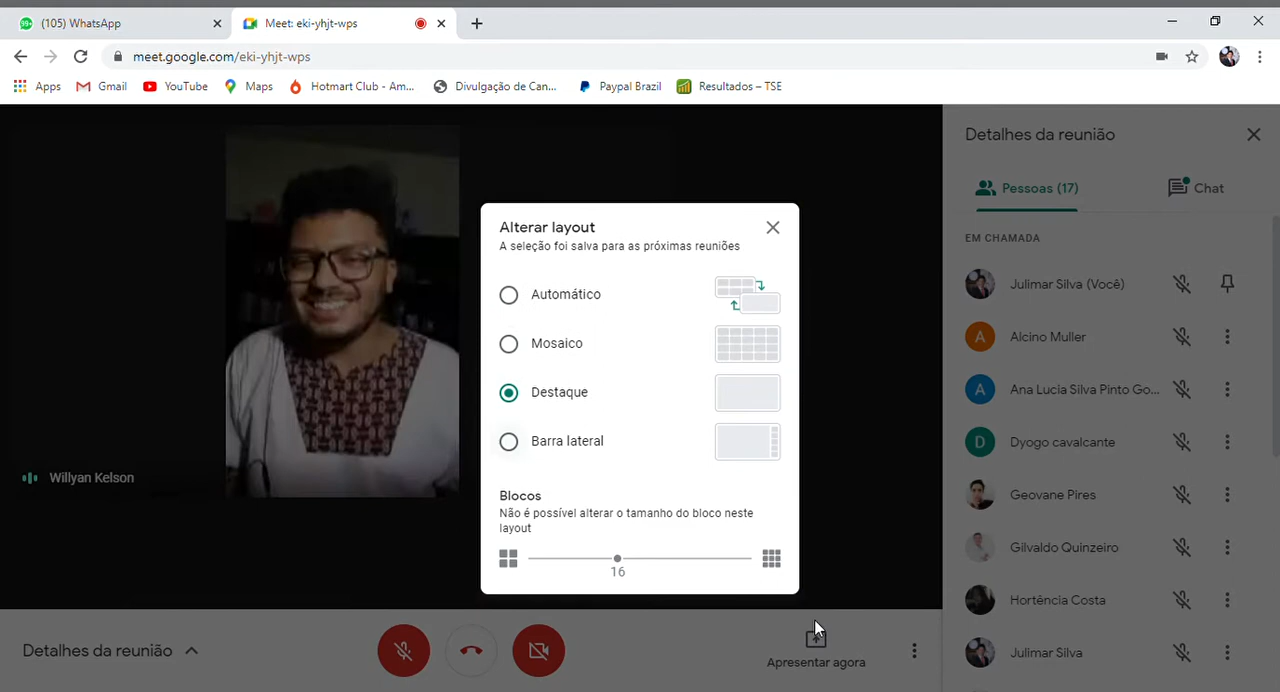 (105) WhatsApp
Meet: eki-yhjt-wps
meet.google.com/eki-yhjt-wps
Apps
Gmail
YouTube
Maps
Hotmart Club - Am...
Divulgação de Can...
Paypal Brazil
Resultados – TSE
Detalhes da reunião
Pessoas (17)
Chat
EM CHAMADA
Julimar Silva (Você)
A
Alcino Muller
A
Ana Lucia Silva Pinto Go...
D
Dyogo cavalcante
Geovane Pires
Gilvaldo Quinzeiro
Hortência Costa
Julimar Silva
Alterar layout
A seleção foi salva para as próximas reuniões
Automático
Mosaico
Destaque
Barra lateral
Blocos
Não é possível alterar o tamanho do bloco neste
layout
16
Willyan Kelson
Detalhes da reunião
Apresentar agora